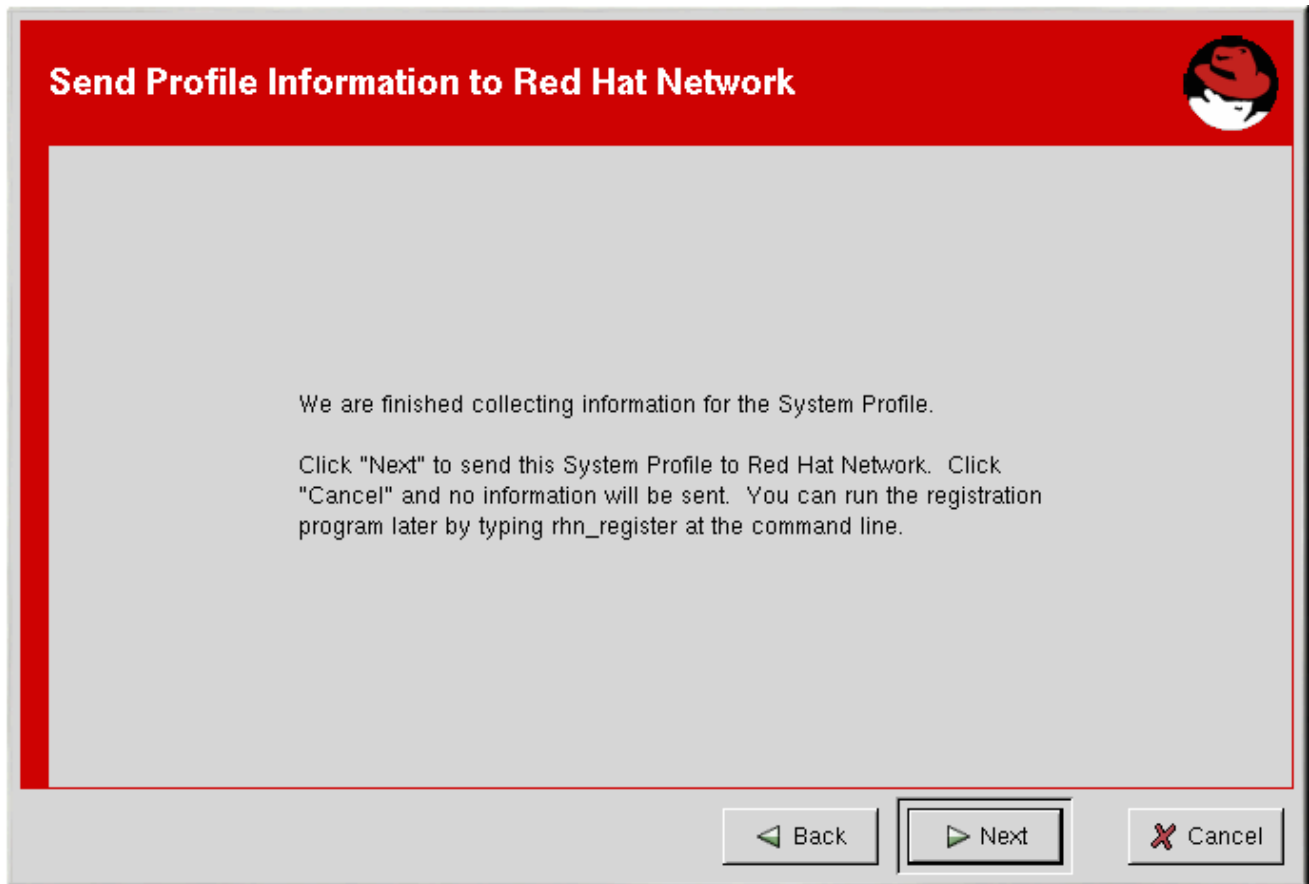 Send Profile Information to Red Hat Network
We are finished collecting information for the System Profile.
Click "Next" to send this System Profile to Red Hat Network.  Click
"Cancel" and no information will be sent.  You can run the registration
program later by typing rhn_register at the command line.
Back
Next
Cancel